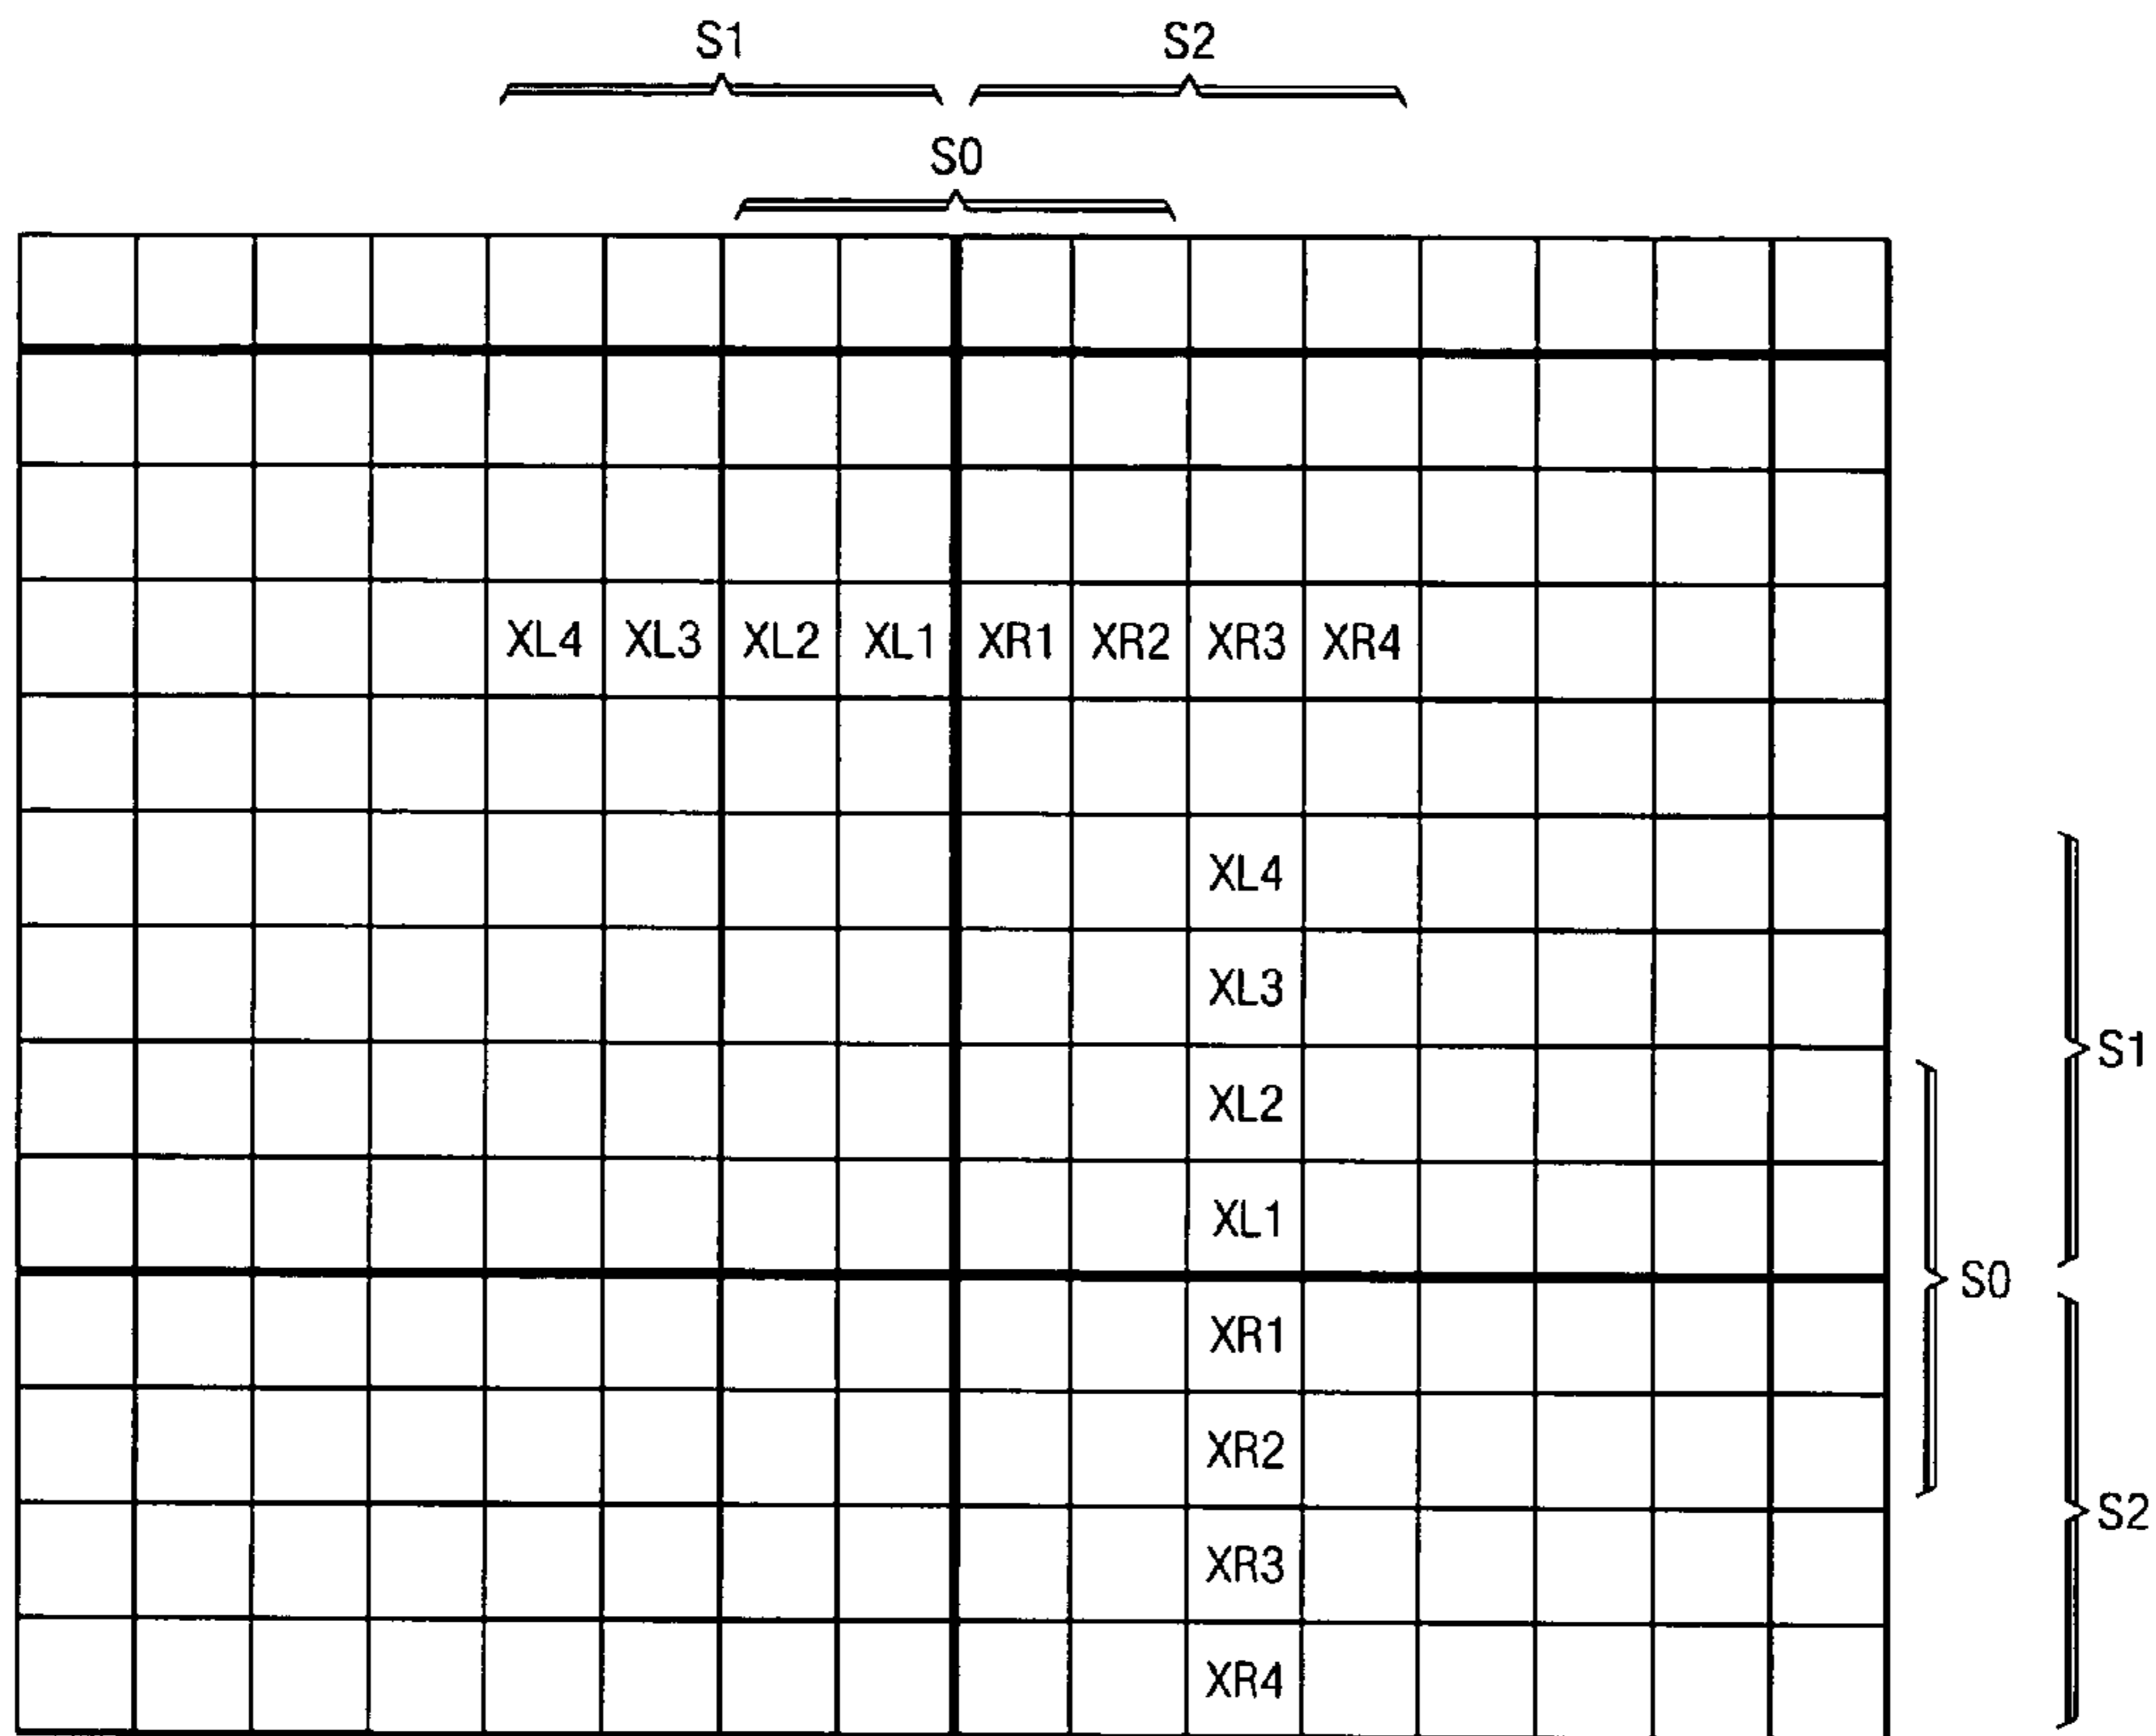 S1 S2
S0
XL4 XL3 XL2 XL1 XR1 XR2 XR3 XR4
XL4
XL3
S1
XL2
XL1
S0
XR1
XR2
S2
XR3
XR4